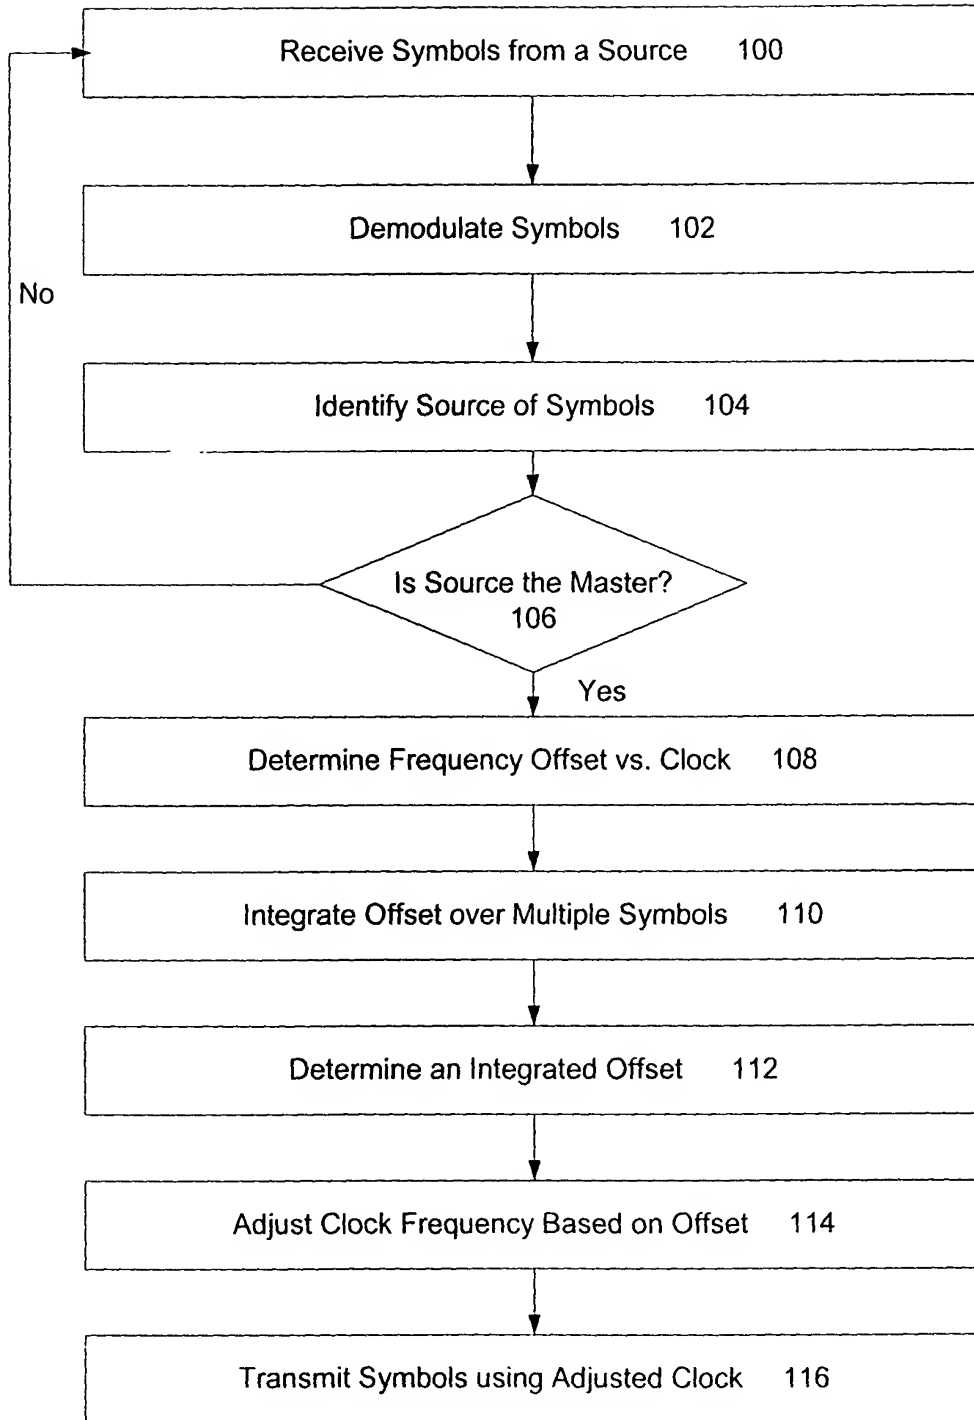 Receive Symbols from a Source 100
Demodulate Symbols 102
No
Identify Source of Symbols 104
Is Source the Master?
106
Yes
Determine Frequency Offset vs. Clock 108
Integrate Offset over Multiple Symbols 110
Determine an Integrated Offset 112
Adjust Clock Frequency Based on Offset 114
Transmit Symbols using Adjusted Clock 116